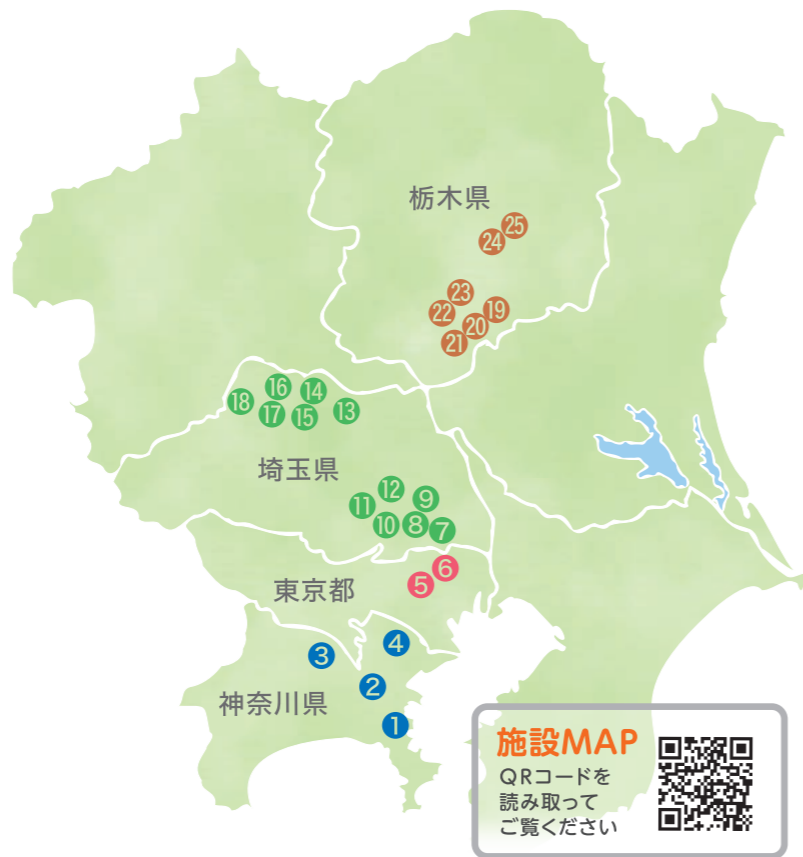 栃木県
㉕
㉔
㉓
㉒ ⑲
⑳
㉑
⑯ ⑭
⑱ ⑰ ⑮ ⑬
埼玉県
⑫
⑪ ⑨
⑩ ⑧ ⑦
東京都
⑥
⑤
④
③
②
神奈川県
①
施設MAP
QRコードを
読み取って
ご覧ください